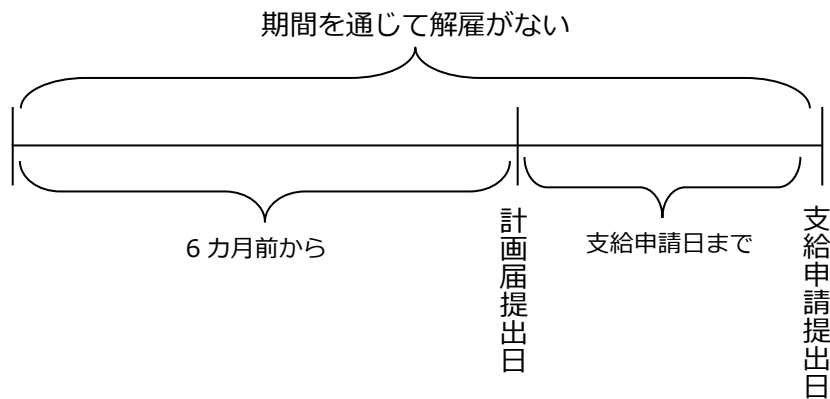 期間を通じて解雇がない
6カ月前から
計画届提出日
支給申請日まで
支給申請提出日